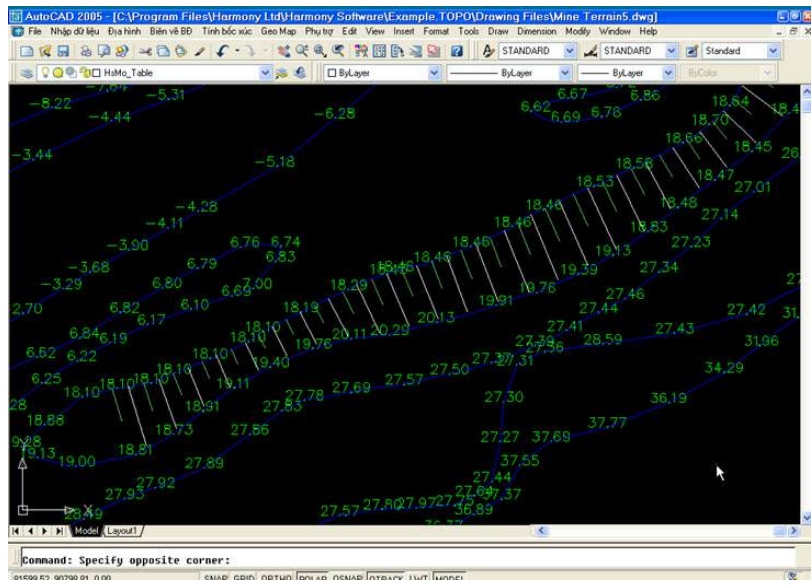 AutoCAD 2005 - [C:\Program Files\Harmony Ltd\Harmony Software\Example.TOPO\Drawing Files\Mine Terrain5.dwg]
File Nhập dữ liệu Địa hình Biên vẽ BĐ Tính bốc xúc Geo Map Phụ trợ Edit View Insert Format Tools Draw Dimension Modify Window Help
STANDARD STANDARD Standard
HsMo_Table ByLayer ByLayer ByLayer ByColor
-5.31 6.67 6.86
-8.22 -4.44 -6.28 6.62 6.69 6.78 18.64
18.70
-3.44 -5.18 18.66 18.45
18.56 18.47
18.53 27.01
-4.28 18.46 18.48 27.14
-4.11 18.46 18.83 27.23
-3.90 6.76 6.74 18.46 19.13
-3.68 6.79 6.83 18.46 19.39 27.34
-3.29 6.80 7.00 18.29 19.76 27.46
2.70 6.82 6.10 6.69 18.19 19.91 27.44 27.42
6.84 6.19 6.17 18.10 20.13 27.41 27.43
6.62 6.22 18.10 19.76 20.11 20.29 28.59 31.96
6.25 18.10 19.40 27.50 27.31 34.29
18.10 18.10 18.10 19.11 27.78 27.69 27.57 36.19
18.88 18.91 27.83 27.30 37.77
18.73 27.86 27.27 37.69
19.13 18.81 27.89 37.55
19.00 27.92 27.44
27.93 27.57 27.80 27.97 37.37
28.49 36.89
Y
X
Model Layout1
Command: Specify opposite corner:
81599.52, 90798.81, 0.00 SNAP GRID ORTHO POLAR OSNAP OTRACK LWT MODEL